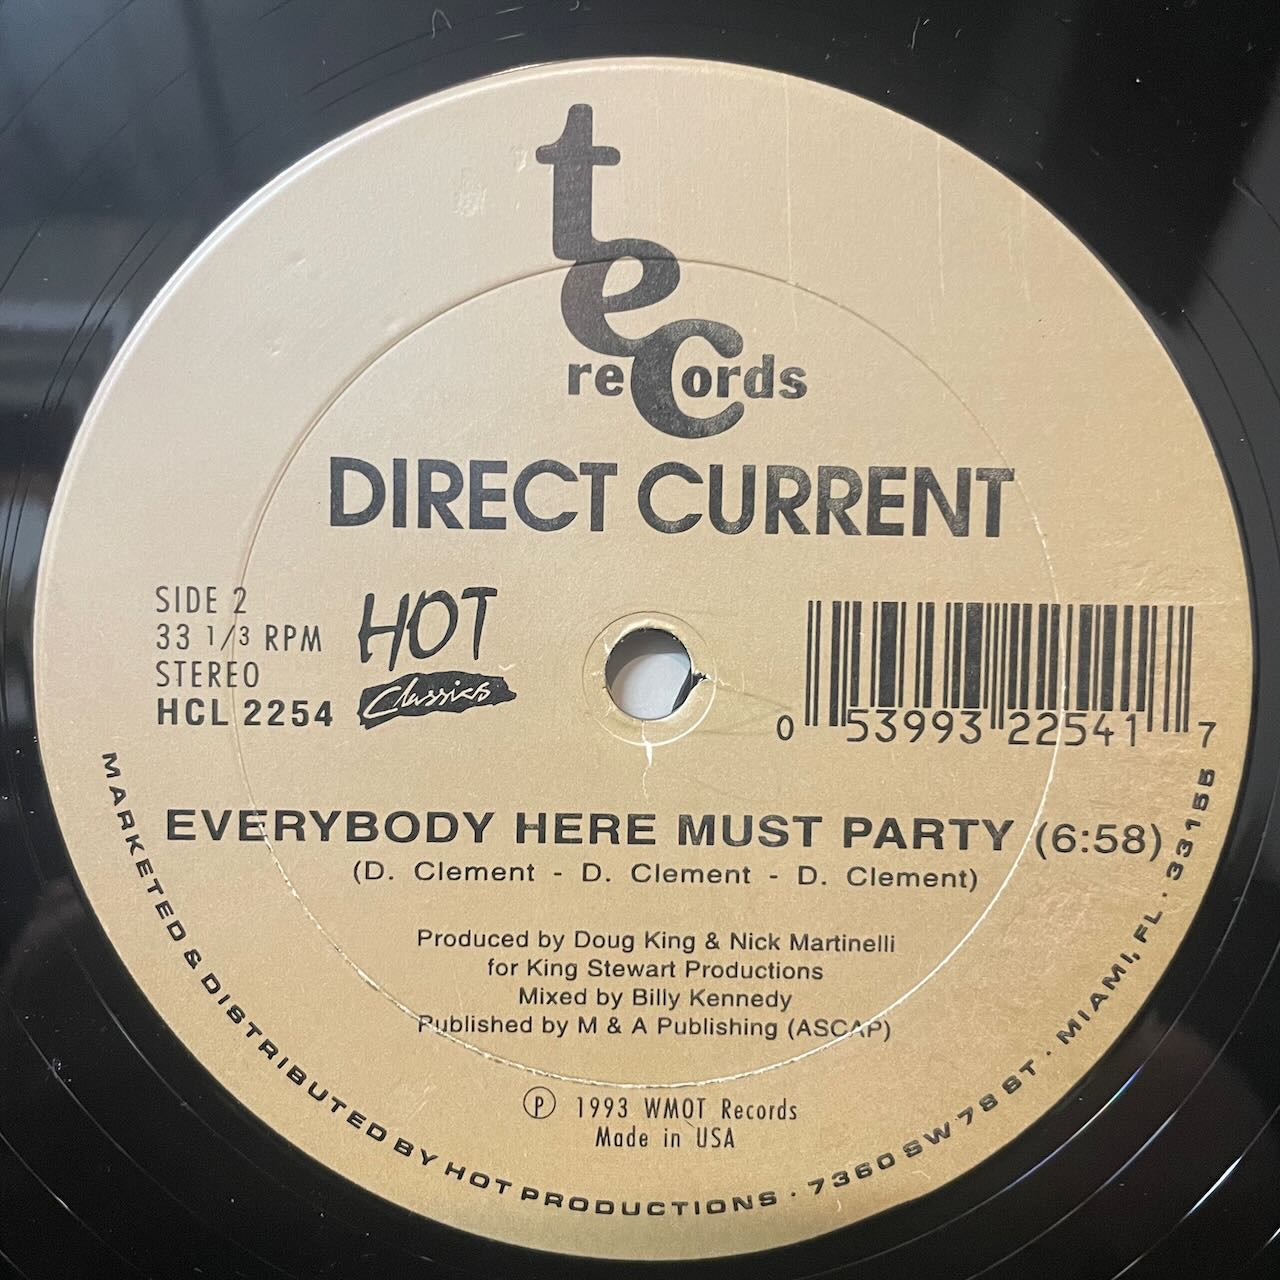 tec
records
DIRECT CURRENT
SIDE 2
33 1/3 RPM
STEREO
HCL 2254
HOT
Classics
0 53993 22541 7
EVERYBODY HERE MUST PARTY (6:58)
(D. Clement - D. Clement - D. Clement)
Produced by Doug King & Nick Martinelli
for King Stewart Productions
Mixed by Billy Kennedy
Published by M & A Publishing (ASCAP)
℗ 1993 WMOT Records
Made in USA
MARKETED & DISTRIBUTED BY HOT PRODUCTIONS · 7360 SW 78 ST · MIAMI, FL · 33155